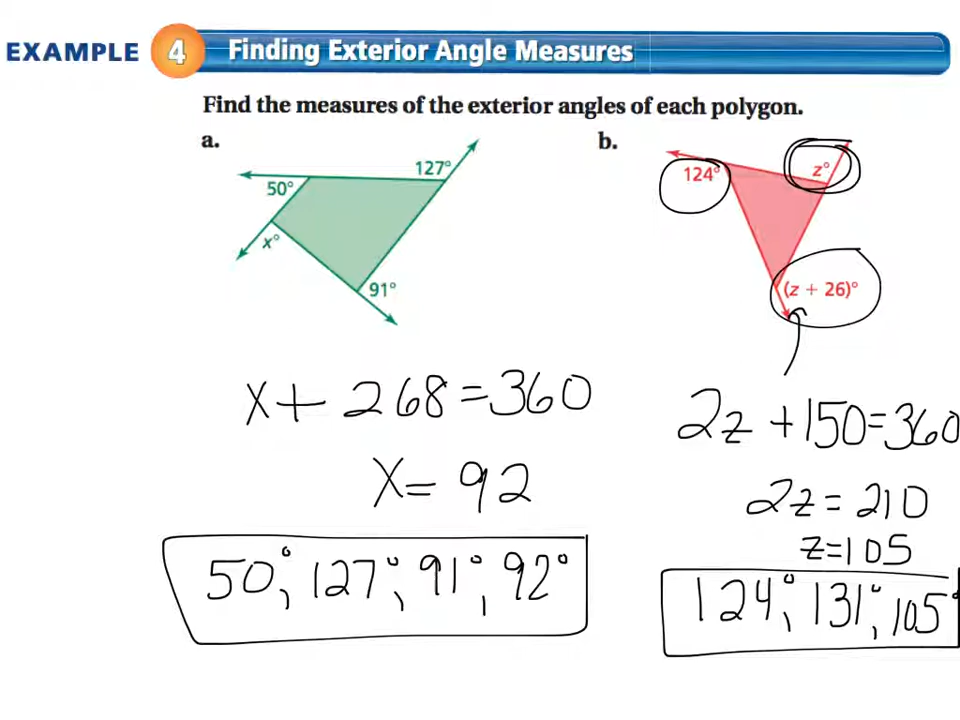 EXAMPLE 4 Finding Exterior Angle Measures
Find the measures of the exterior angles of each polygon.
a. b.
127°
50°
x°
91°
124° z°
(z + 26)°
x + 268 = 360
x = 92
50°, 127°, 91°, 92°
2z + 150 = 360
2z = 210
z = 105
124°, 131°, 105°